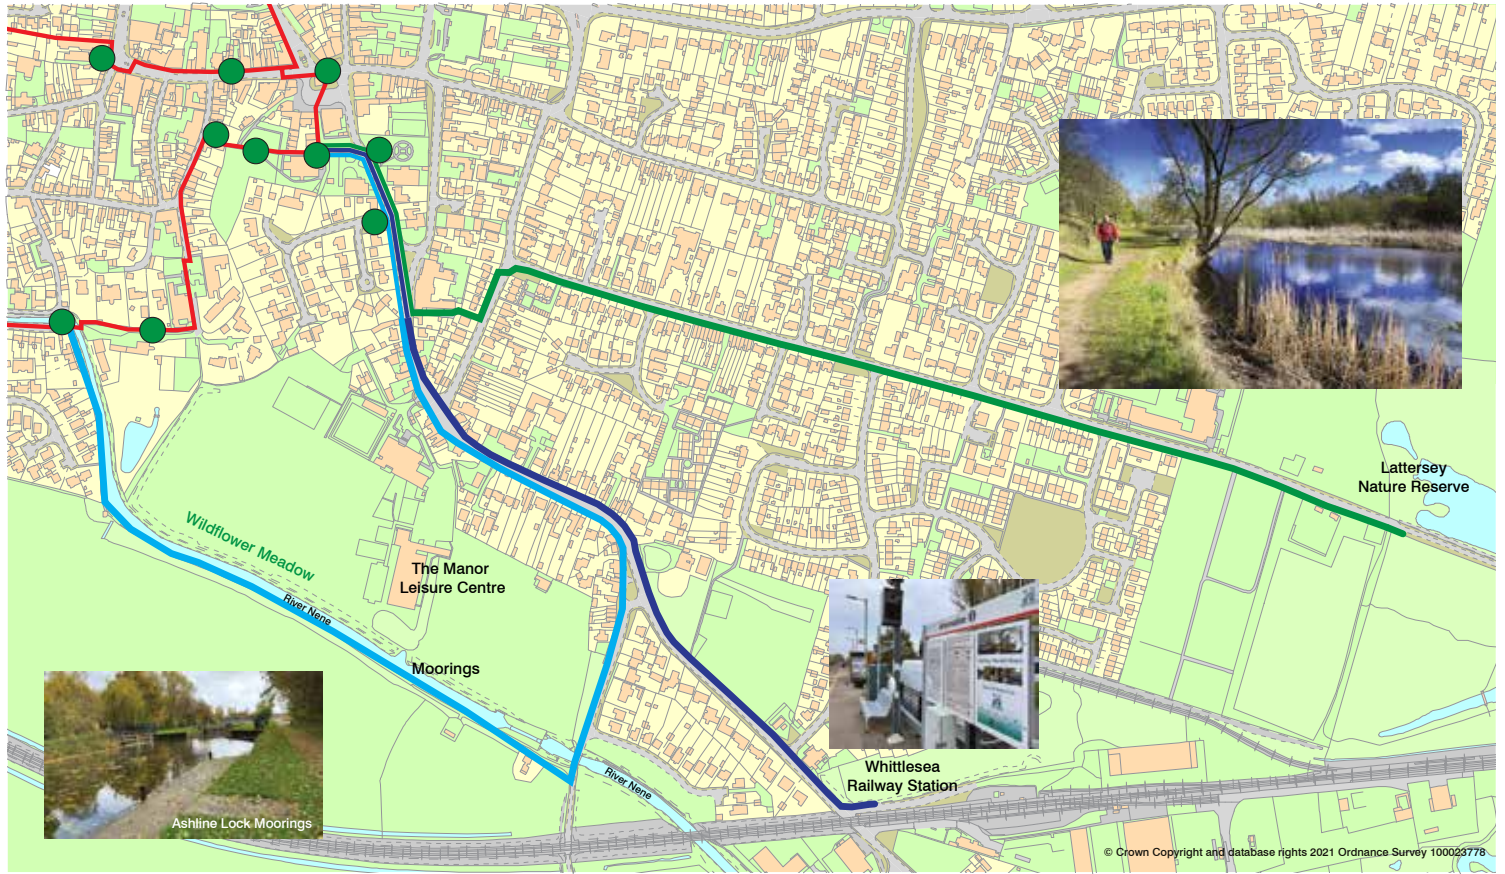 Lattersey
Nature Reserve
Wildflower Meadow
The Manor
Leisure Centre
River Nene
Moorings
River Nene
Whittlesea
Railway Station
Ashline Lock Moorings
© Crown Copyright and database rights 2021 Ordnance Survey 100023778